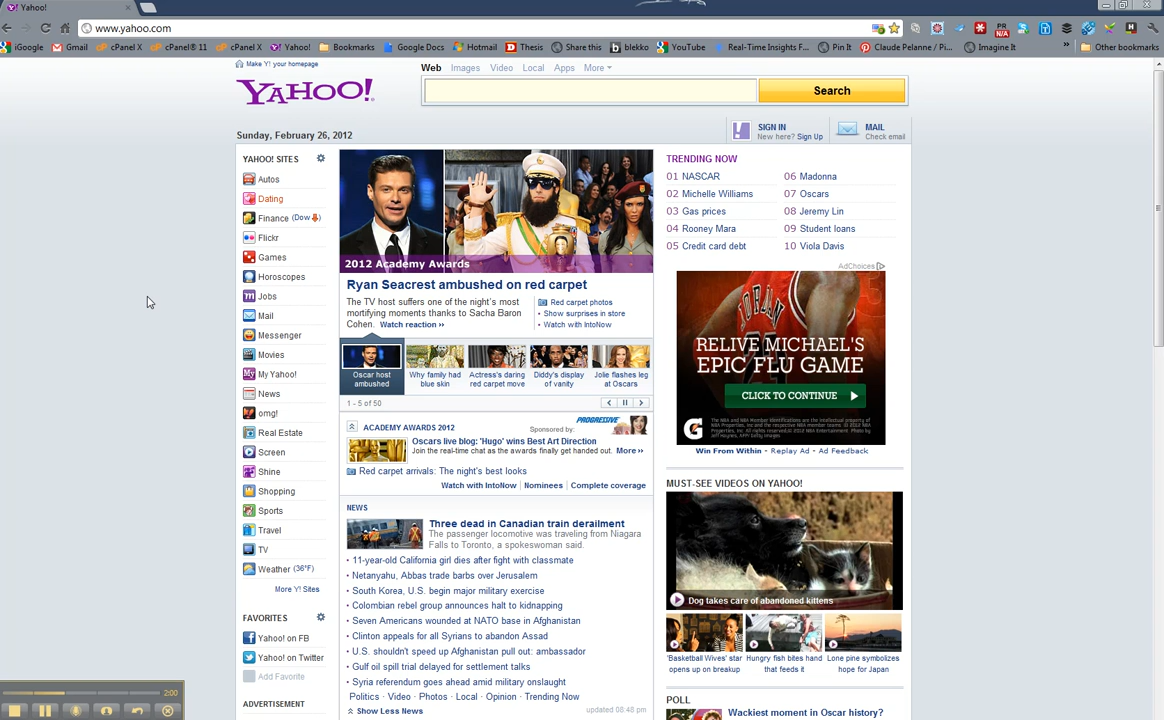 Yahoo!
www.yahoo.com
iGoogle
Gmail
cPanel X
cPanel® 11
cPanel X
Yahoo!
Bookmarks
Google Docs
Hotmail
Thesis
Share this
blekko
YouTube
Real-Time Insights F...
Pin It
Claude Pelanne / Pi...
Imagine It
Other bookmarks
Make Y! your homepage
YAHOO!
Web Images Video Local Apps More
Search
Sunday, February 26, 2012
SIGN IN
New here? Sign Up
MAIL
Check email
YAHOO! SITES
Autos
Dating
Finance (Dow)
Flickr
Games
Horoscopes
Jobs
Mail
Messenger
Movies
My Yahoo!
News
omg!
Real Estate
Screen
Shine
Shopping
Sports
Travel
TV
Weather (36°F)
More Y! Sites
FAVORITES
Yahoo! on FB
Yahoo! on Twitter
Add Favorite
ADVERTISEMENT
2:00
2012 Academy Awards
Ryan Seacrest ambushed on red carpet
The TV host suffers one of the night's most
mortifying moments thanks to Sacha Baron
Cohen. Watch reaction »
Red carpet photos
• Show surprises in store
• Watch with IntoNow
Oscar host
ambushed
Why family had
blue skin
Actress's daring
red carpet move
Diddy's display
of vanity
Jolie flashes leg
at Oscars
1 - 5 of 50
ACADEMY AWARDS 2012
Sponsored by:
PROGRESSIVE
Oscars live blog: 'Hugo' wins Best Art Direction
Join the real-time chat as the awards finally get handed out. More »
Red carpet arrivals: The night's best looks
Watch with IntoNow | Nominees | Complete coverage
NEWS
Three dead in Canadian train derailment
The passenger locomotive was traveling from Niagara
Falls to Toronto, a spokeswoman said.
• 11-year-old California girl dies after fight with classmate
• Netanyahu, Abbas trade barbs over Jerusalem
• South Korea, U.S. begin major military exercise
• Colombian rebel group announces halt to kidnapping
• Seven Americans wounded at NATO base in Afghanistan
• Clinton appeals for all Syrians to abandon Assad
• U.S. shouldn't speed up Afghanistan pull out: ambassador
• Gulf oil spill trial delayed for settlement talks
• Syria referendum goes ahead amid military onslaught
Politics · Video · Photos · Local · Opinion · Trending Now
Show Less News
updated 08:48 pm
TRENDING NOW
01 NASCAR
02 Michelle Williams
03 Gas prices
04 Rooney Mara
05 Credit card debt
06 Madonna
07 Oscars
08 Jeremy Lin
09 Student loans
10 Viola Davis
AdChoices
RELIVE MICHAEL'S
EPIC FLU GAME
CLICK TO CONTINUE
G
Win From Within · Replay Ad · Ad Feedback
MUST-SEE VIDEOS ON YAHOO!
Dog takes care of abandoned kittens
'Basketball Wives' star
opens up on breakup
Hungry fish bites hand
that feeds it
Lone pine symbolizes
hope for Japan
POLL
Wackiest moment in Oscar history?